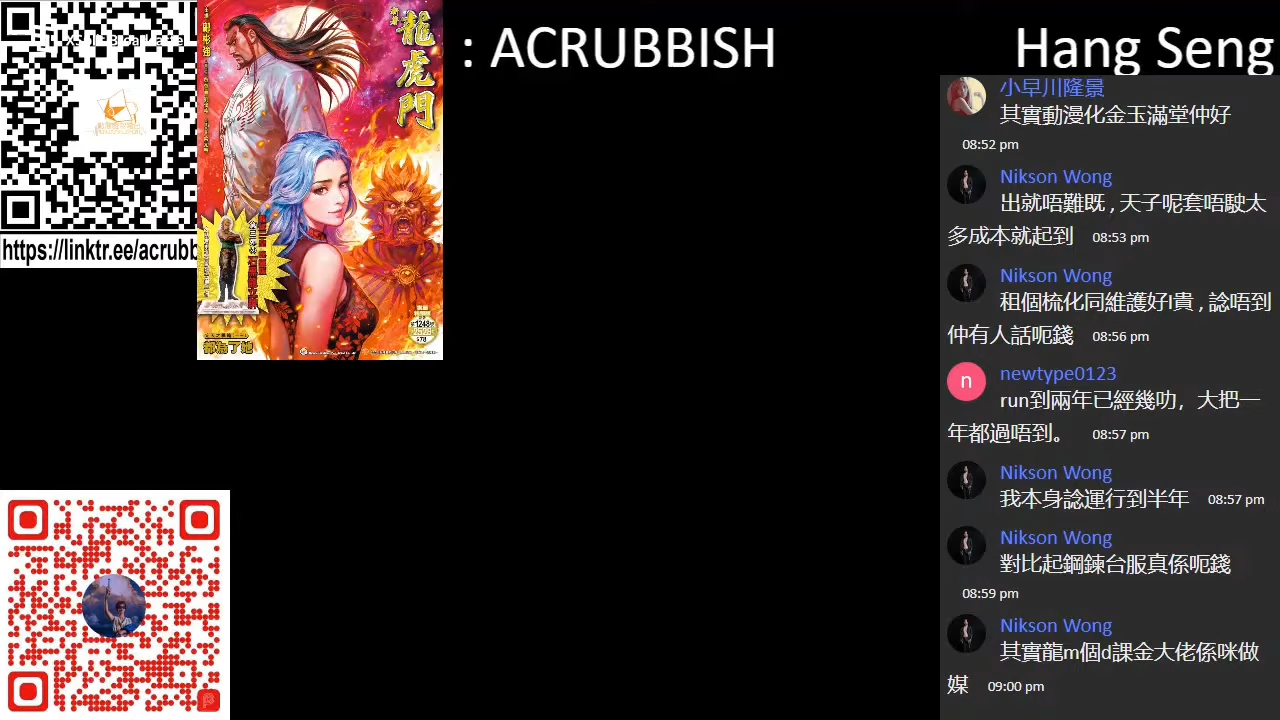 : ACRUBBISH
Hang Seng
https://linktr.ee/acrubb
龍虎門
都為了她
1248
小早川隆景
其實動漫化金玉滿堂仲好
08:52 pm
Nikson Wong
出就唔難既 , 天子呢套唔駛太
多成本就起到 08:53 pm
Nikson Wong
租個梳化同維護好l貴 , 諗唔到
仲有人話呃錢 08:56 pm
newtype0123
run到兩年已經幾叻，大把一
年都過唔到。 08:57 pm
Nikson Wong
我本身諗運行到半年 08:57 pm
Nikson Wong
對比起鋼鍊台服真係呃錢
08:59 pm
Nikson Wong
其實龍m個d課金大佬係咪做
媒 09:00 pm
n